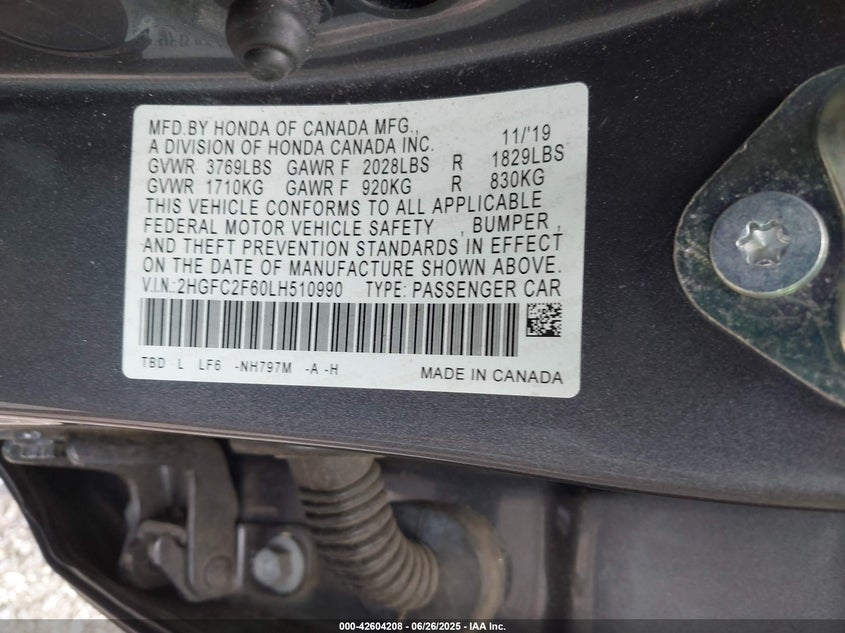 MFD.BY HONDA OF CANADA MFG., 11/'19
A DIVISION OF HONDA CANADA INC.
GVWR 3769LBS GAWR F 2028LBS R 1829LBS
GVWR 1710KG GAWR F 920KG R 830KG
THIS VEHICLE CONFORMS TO ALL APPLICABLE
FEDERAL MOTOR VEHICLE SAFETY , BUMPER ,
AND THEFT PREVENTION STANDARDS IN EFFECT
ON THE DATE OF MANUFACTURE SHOWN ABOVE.
V.I.N.:2HGFC2F60LH510990 TYPE: PASSENGER CAR
TBD L LF6 -NH797M -A -H MADE IN CANADA
000-42604208 - 06/26/2025 - IAA Inc.